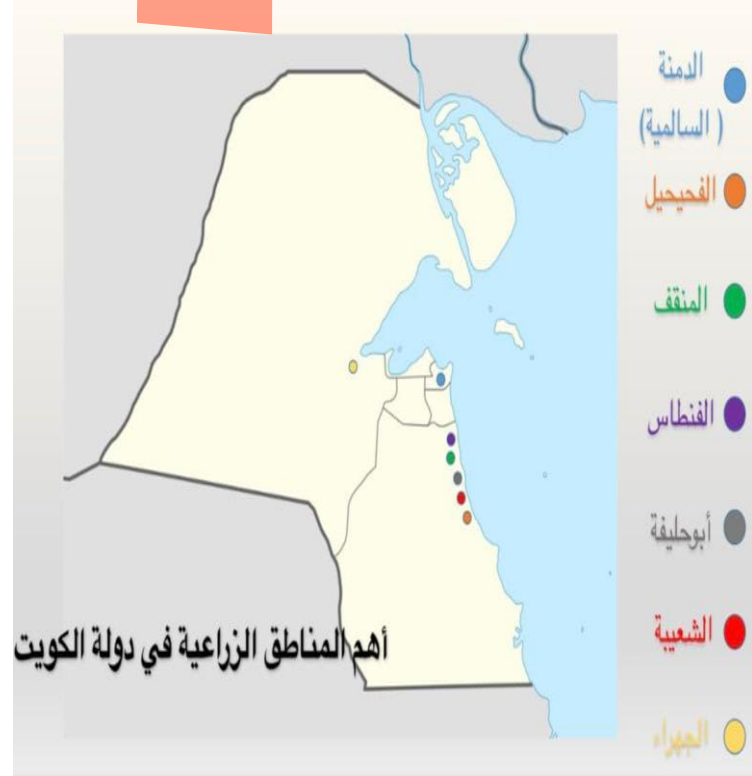 الدمنة
( السالمية)
الفحيحيل
المنقف
الفنطاس
أبوحليفة
الشعيبة
الجهراء
أهم المناطق الزراعية في دولة الكويت